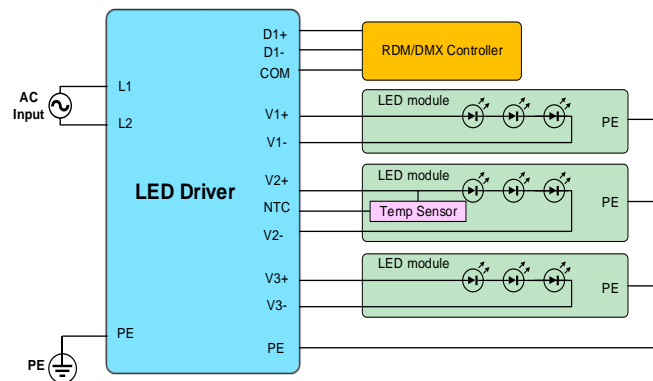 D1+
D1-
COM
RDM/DMX Controller
AC
Input
L1
L2
LED Driver
V1+
V1-
LED module
PE
V2+
NTC
V2-
LED module
Temp Sensor
PE
V3+
V3-
LED module
PE
PE
PE
PE